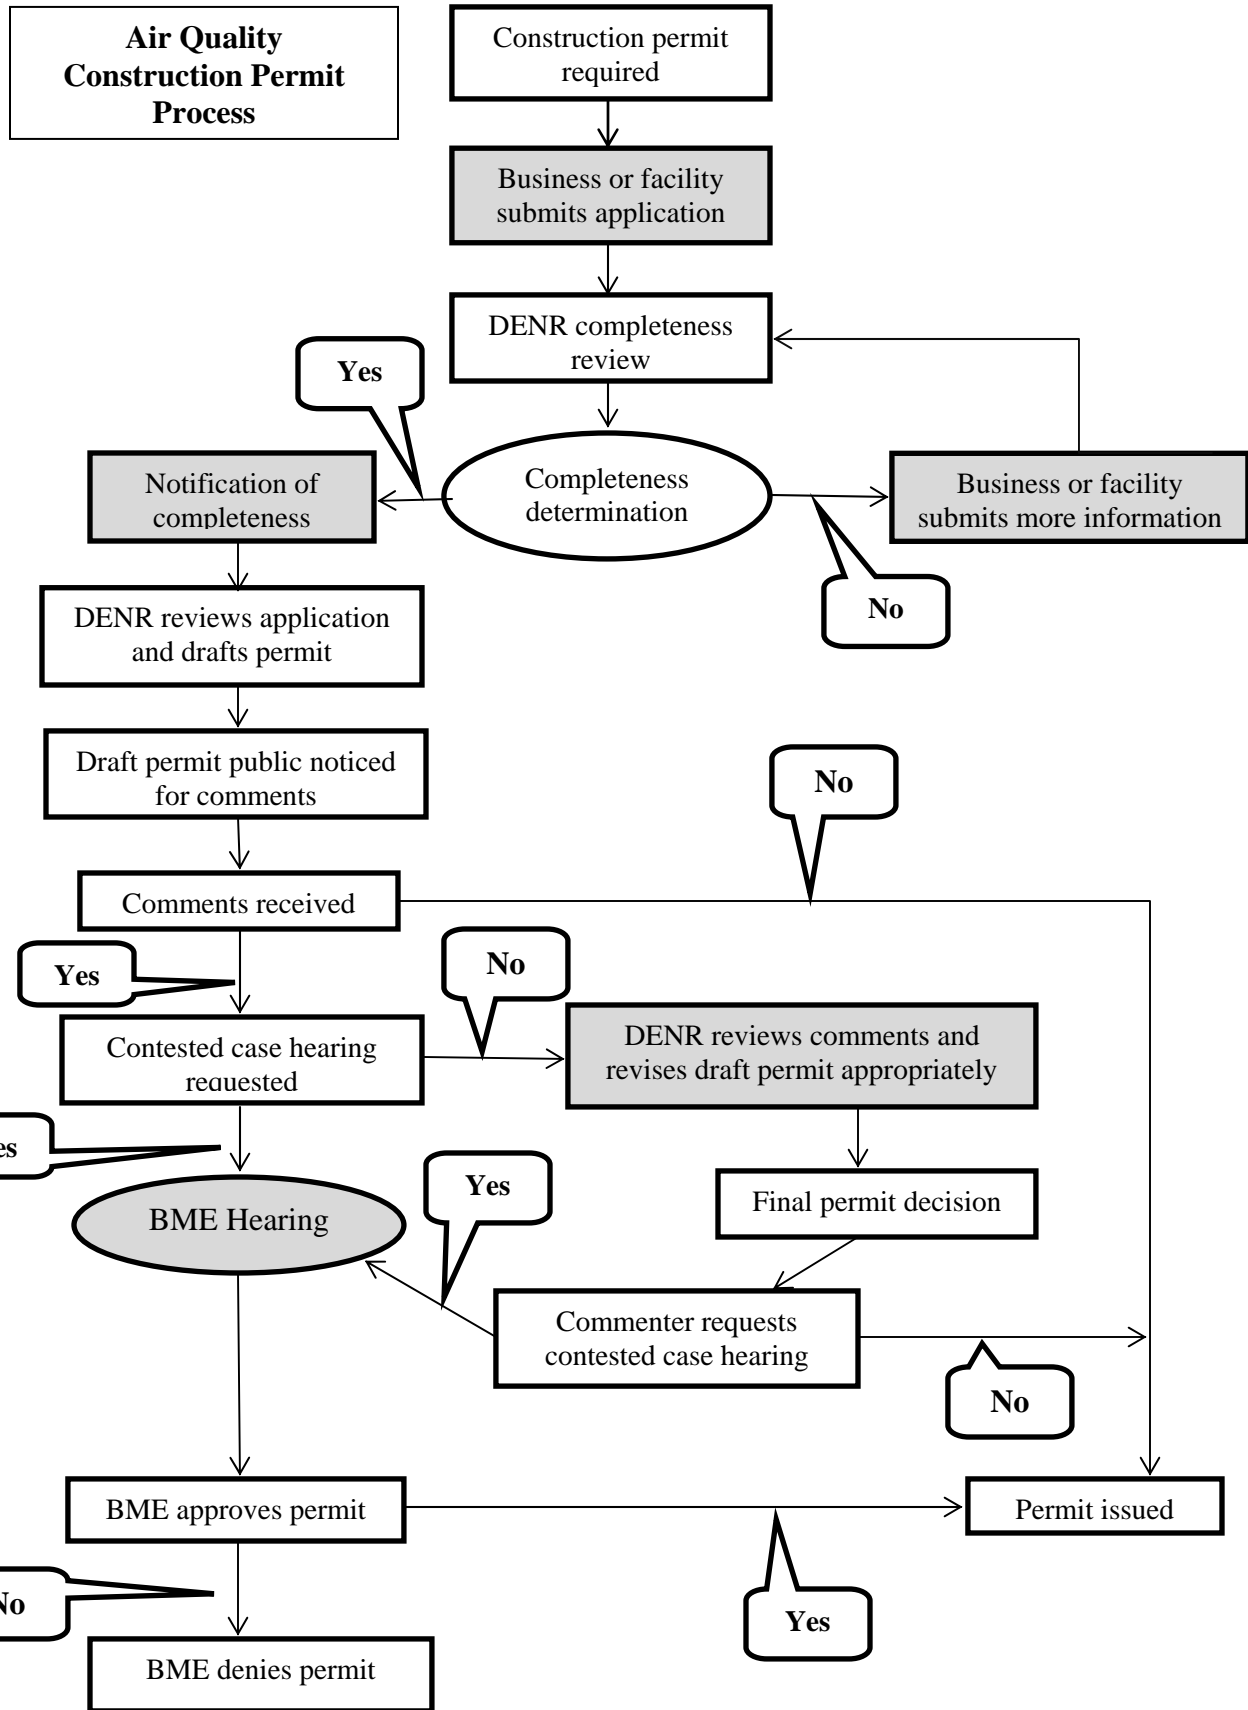 Air Quality
Construction Permit
Process
Construction permit
required
Business or facility
submits application
DENR completeness
review
Yes
Notification of
completeness
Completeness
determination
Business or facility
submits more information
No
DENR reviews application
and drafts permit
Draft permit public noticed
for comments
No
Comments received
Yes
No
Contested case hearing
requested
DENR reviews comments and
revises draft permit appropriately
es
Yes
Final permit decision
BME Hearing
Commenter requests
contested case hearing
No
BME approves permit
Permit issued
No
Yes
BME denies permit